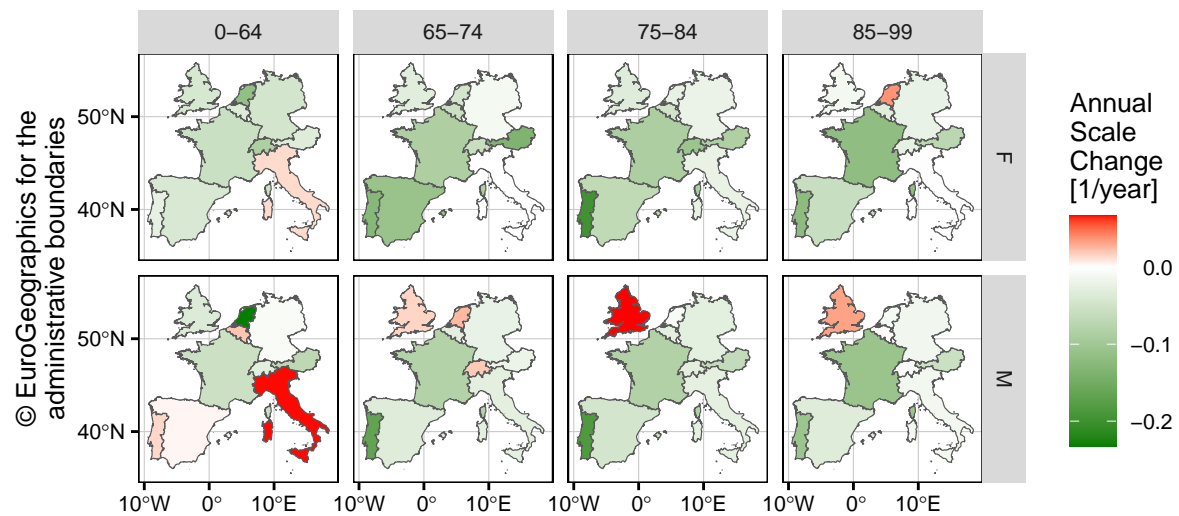 0−64 65−74 75−84 85−99
© EuroGeographics for the
administrative boundaries
50°N
40°N
F
50°N
40°N
M
10°W 0° 10°E 10°W 0° 10°E 10°W 0° 10°E 10°W 0° 10°E
Annual
Scale
Change
[1/year]
0.0
−0.1
−0.2